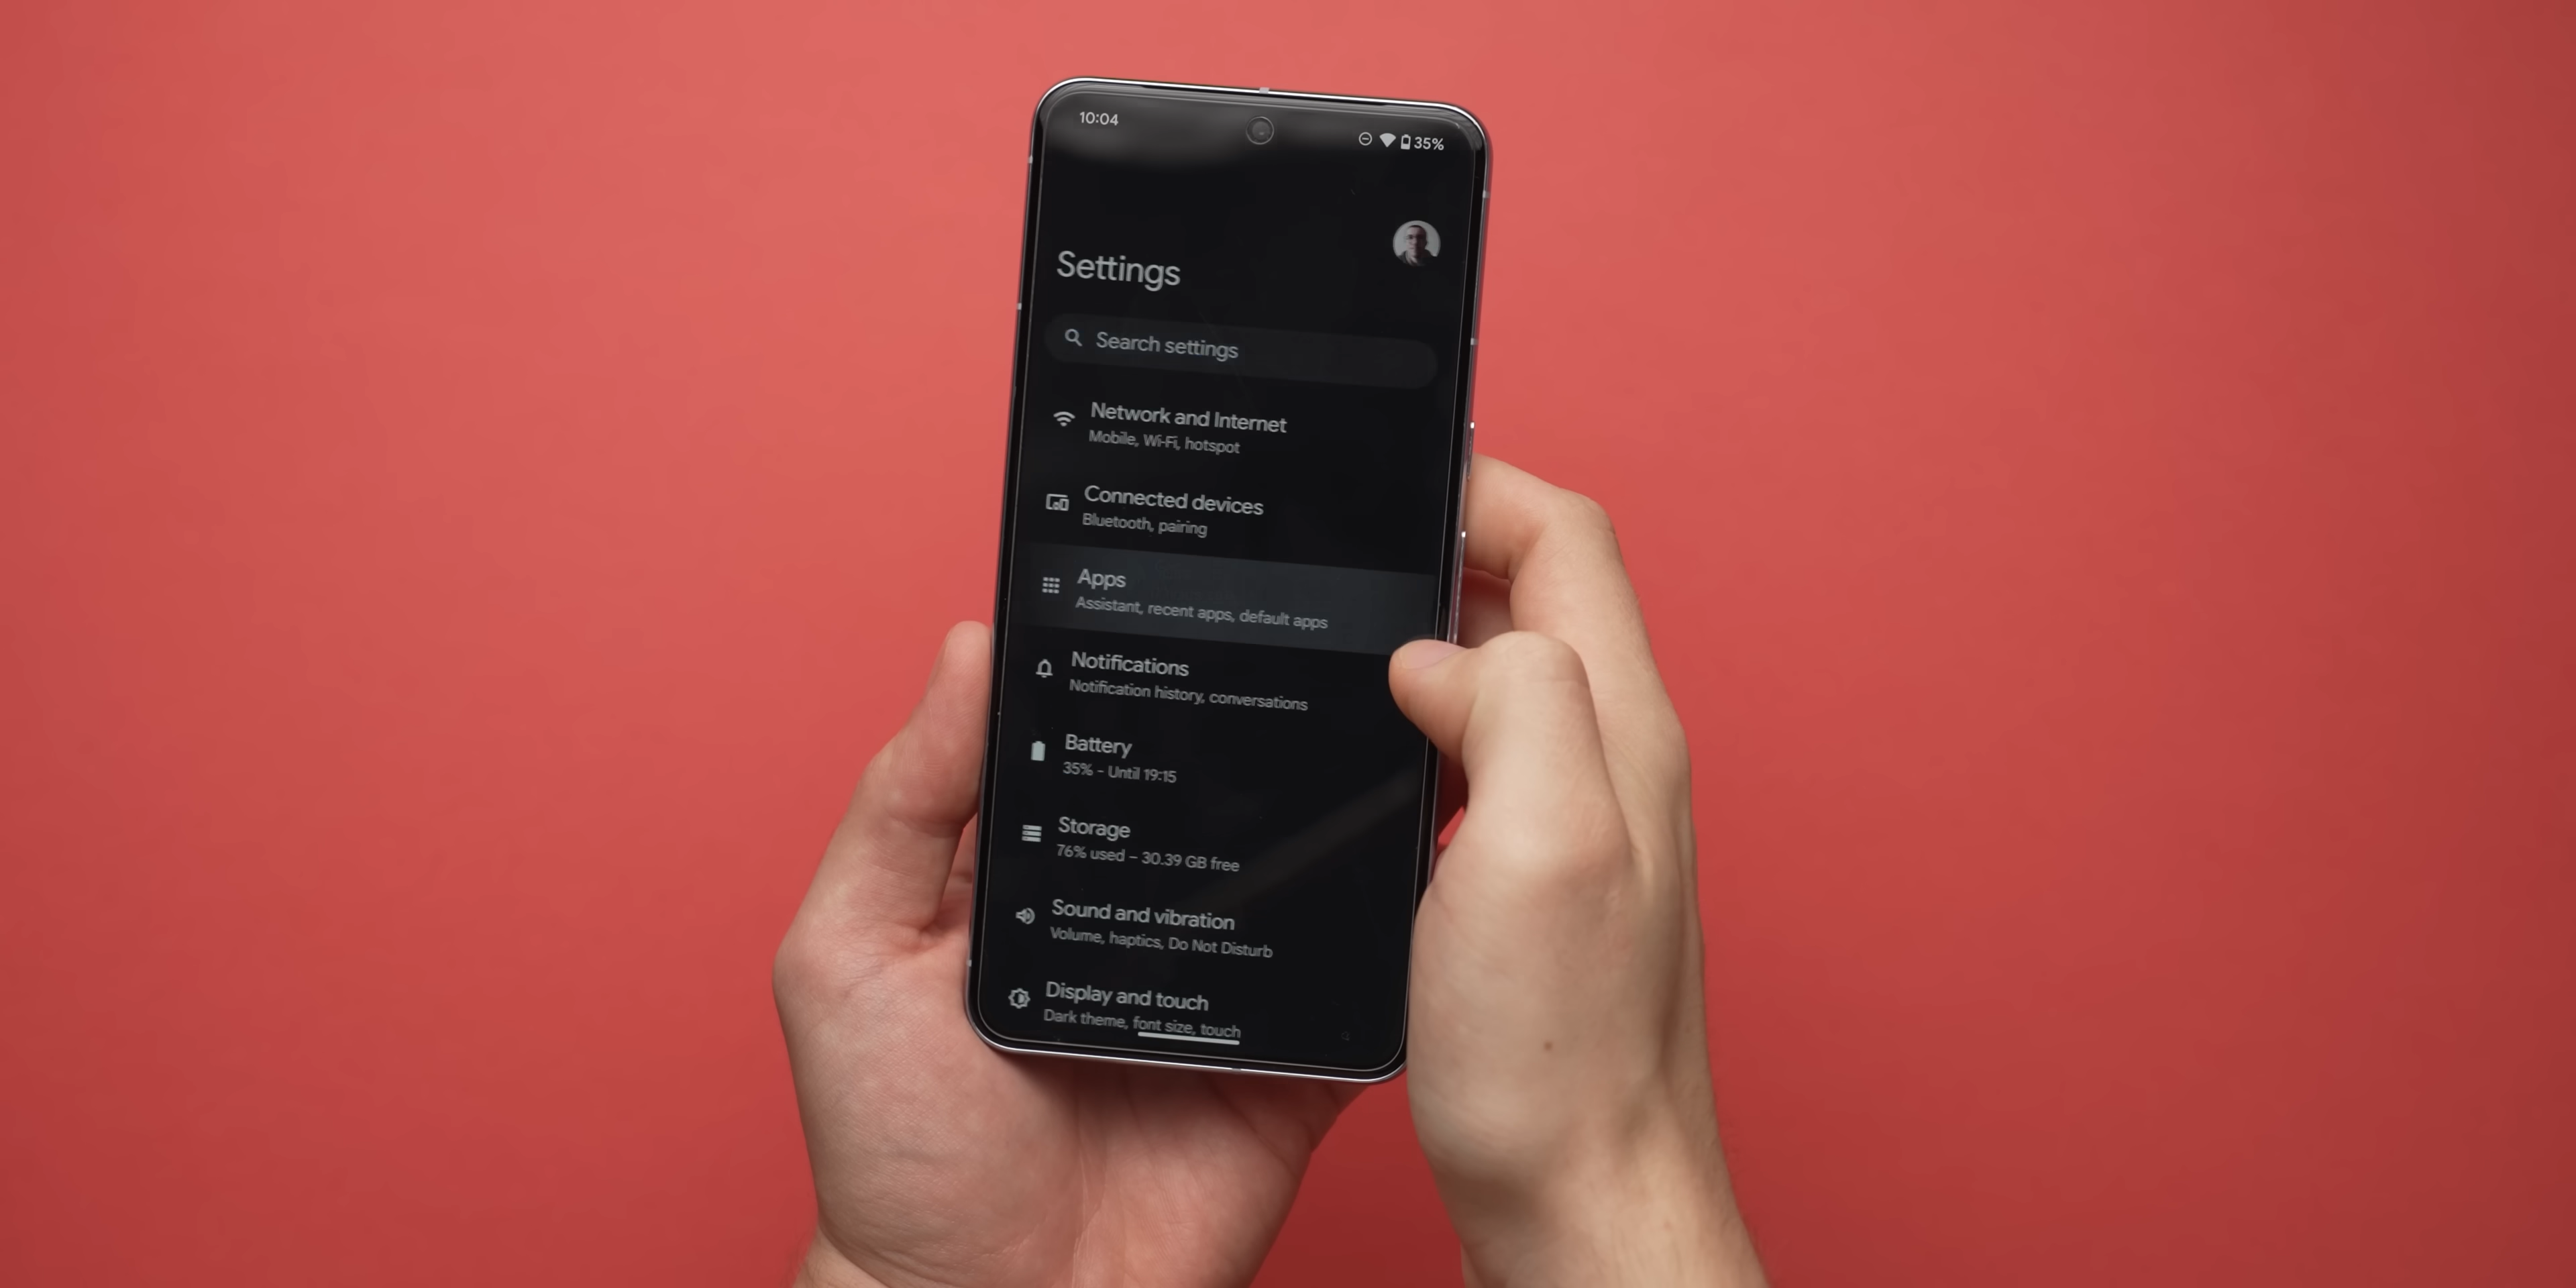 10:04
35%
Settings
Search settings
Network and Internet
Mobile, Wi-Fi, hotspot
Connected devices
Bluetooth, pairing
Apps
Assistant, recent apps, default apps
Notifications
Notification history, conversations
Battery
35% - Until 19:15
Storage
76% used – 30.39 GB free
Sound and vibration
Volume, haptics, Do Not Disturb
Display and touch
Dark theme, font size, touch